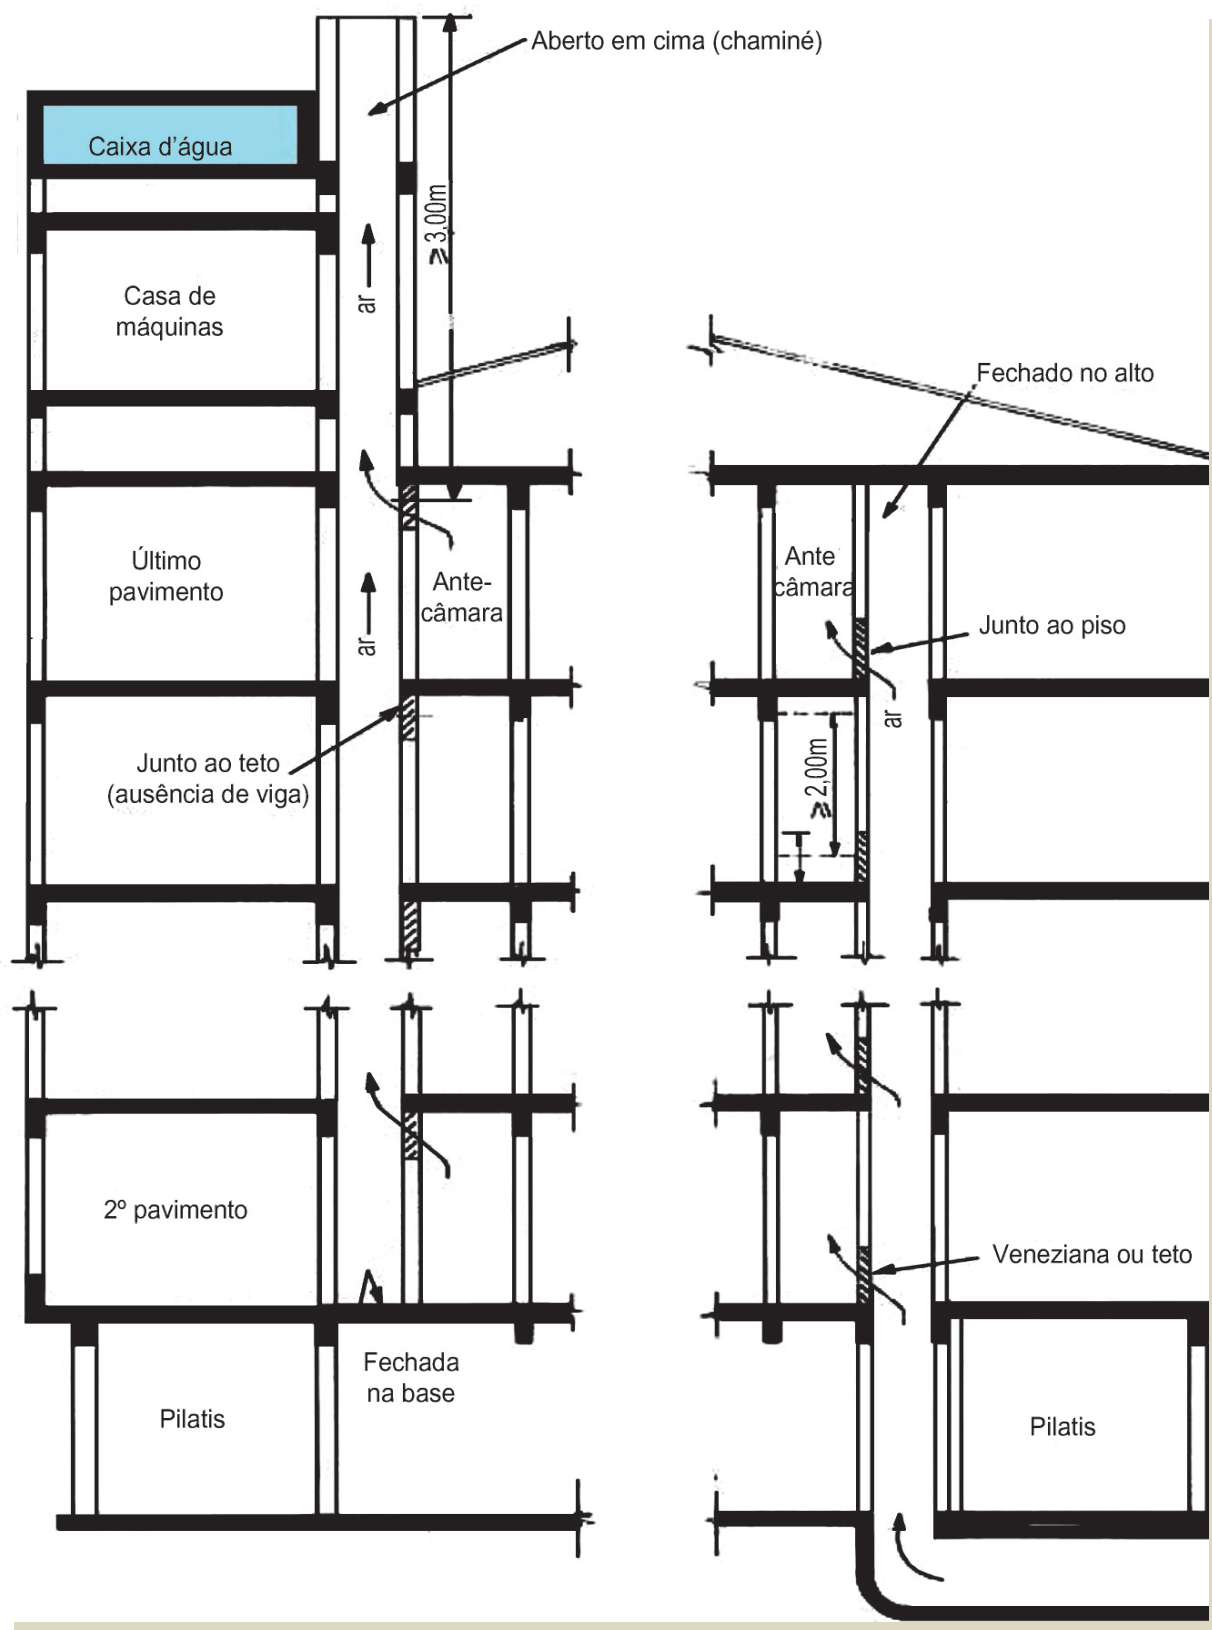 Aberto em cima (chaminé)
Caixa d'água
≥ 3,00m
ar
Casa de
máquinas
Fechado no alto
Último
pavimento
ar
Ante-
câmara
Ante
câmara
Junto ao piso
ar
Junto ao teto
(ausência de viga)
≥ 2,00m
2º pavimento
Veneziana ou teto
Fechada
na base
Pilatis
Pilatis